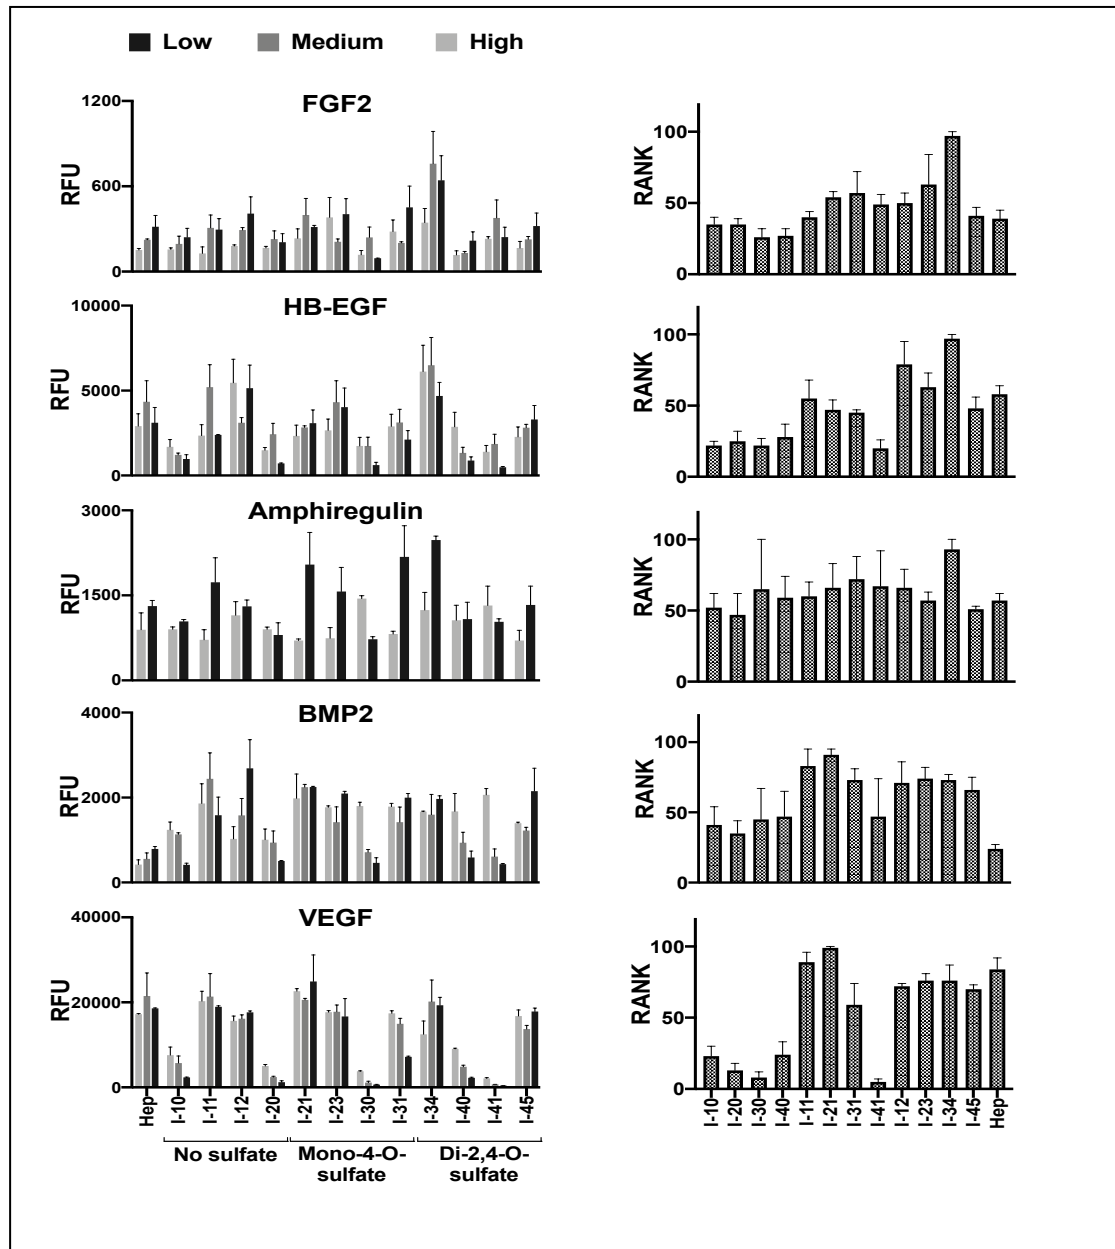 Low Medium High
FGF2
RFU
1200
600
0
RANK
100
50
0
HB-EGF
RFU
10000
5000
0
RANK
100
50
0
Amphiregulin
RFU
3000
1500
0
RANK
100
50
0
BMP2
RFU
4000
2000
0
RANK
100
50
0
VEGF
RFU
40000
20000
0
RANK
100
50
0
Hep I-10 I-11 I-12 I-20 I-21 I-23 I-30 I-31 I-34 I-40 I-41 I-45
I-10 I-20 I-30 I-40 I-11 I-21 I-31 I-41 I-12 I-23 I-34 I-45 Hep
No sulfate
Mono-4-O-
sulfate
Di-2,4-O-
sulfate